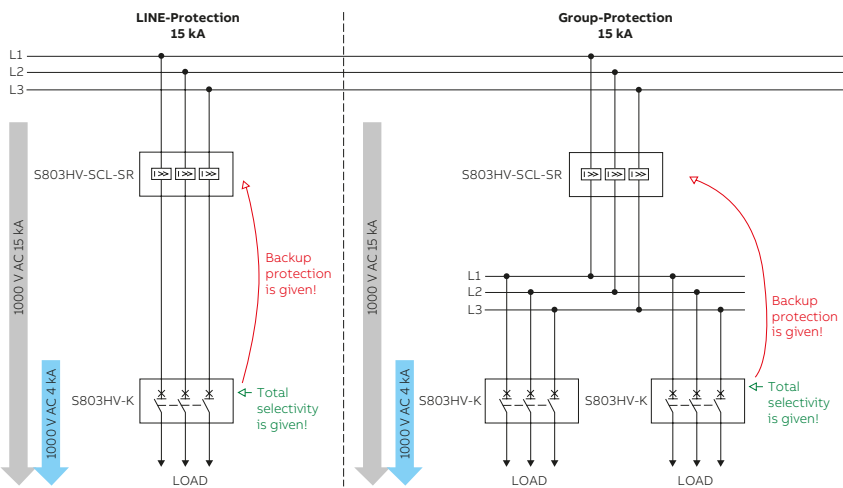 LINE-Protection
15 kA
L1
L2
L3
S803HV-SCL-SR
I>>
I>>
I>>
1000 V AC 15 kA
Backup
protection
is given!
1000 V AC 4 kA
S803HV-K
Total
selectivity
is given!
LOAD
Group-Protection
15 kA
S803HV-SCL-SR
I>>
I>>
I>>
1000 V AC 15 kA
L1
L2
L3
Backup
protection
is given!
1000 V AC 4 kA
S803HV-K
S803HV-K
Total
selectivity
is given!
LOAD
LOAD